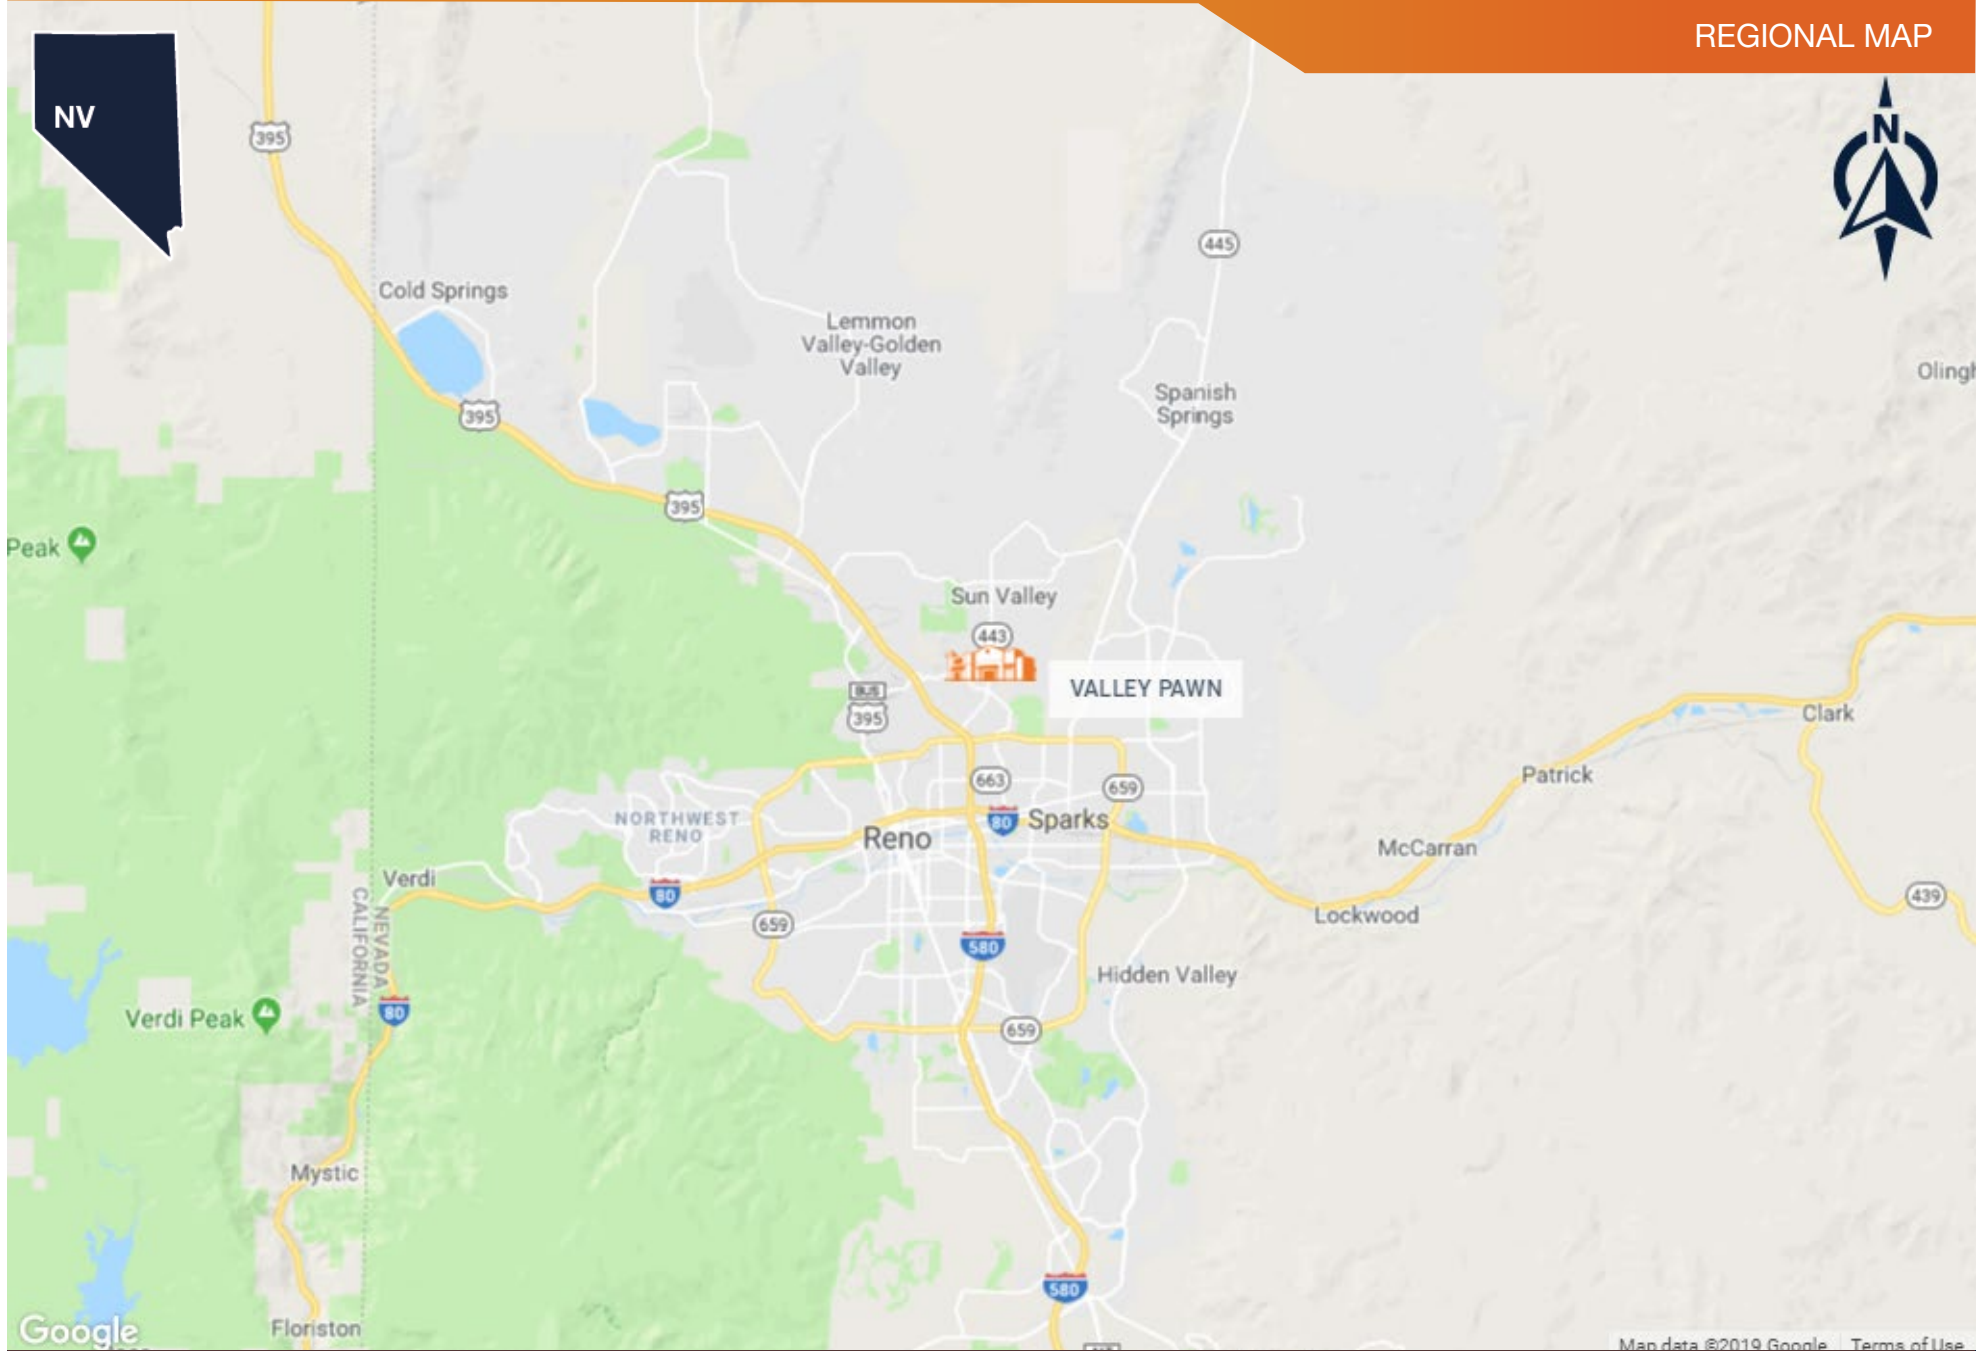 REGIONAL MAP
NV
N
395
445
Cold Springs
Lemmon
Valley-Golden
Valley
Spanish
Springs
395
395
Peak
Sun Valley
443
VALLEY PAWN
BUS
395
Clark
Patrick
663
659
NORTHWEST
RENO
Reno
80
Sparks
McCarran
Verdi
80
439
Lockwood
659
NEVADA
CALIFORNIA
580
Hidden Valley
Verdi Peak
80
659
Mystic
580
Floriston
Google
Map data ©2019 Google
Terms of Use